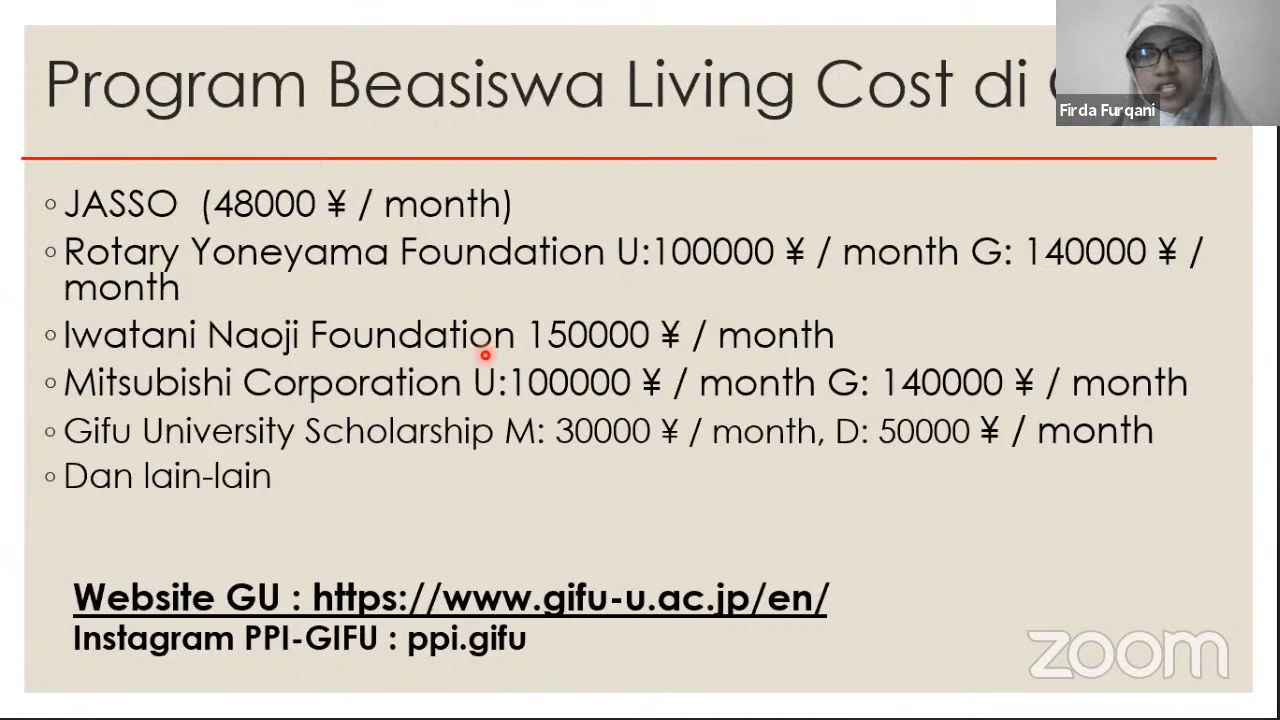 Program Beasiswa Living Cost di
Firda Furqani
◦ JASSO (48000 ¥ / month)
◦ Rotary Yoneyama Foundation U:100000 ¥ / month G: 140000 ¥ /
month
◦ Iwatani Naoji Foundation 150000 ¥ / month
◦ Mitsubishi Corporation U:100000 ¥ / month G: 140000 ¥ / month
◦ Gifu University Scholarship M: 30000 ¥ / month, D: 50000 ¥ / month
◦ Dan lain-lain
Website GU : https://www.gifu-u.ac.jp/en/
Instagram PPI-GIFU : ppi.gifu
zoom